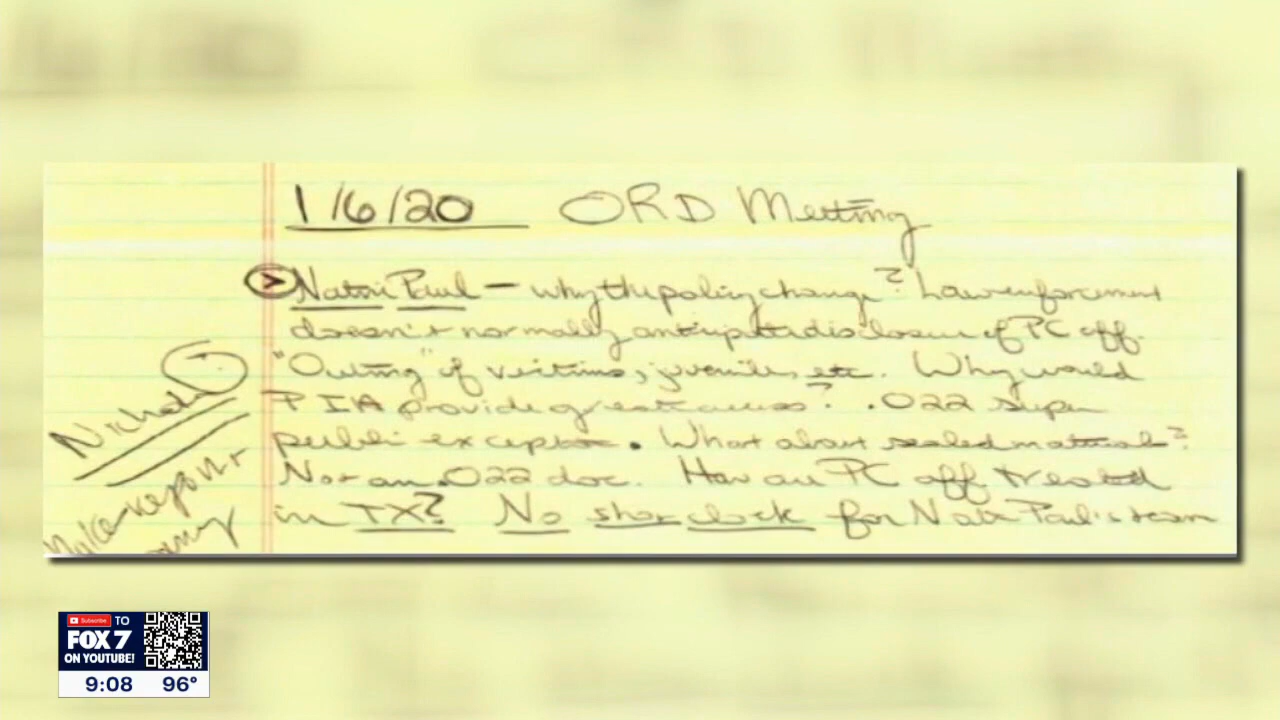 1/6/20 ORD Meeting
> Nate Paul — why the policy change? Law enforcement
doesn't normally anticipate disclosure of PC aff.
"Outing" of victims, juveniles, etc. Why would
PIA provide great access? .022 super
public exception. What about sealed materials?
Not an .022 doc. How are PC aff treated
in TX? No shot clock for Nate Paul's team
Subscribe TO
FOX 7
ON YOUTUBE!
9:08 96°